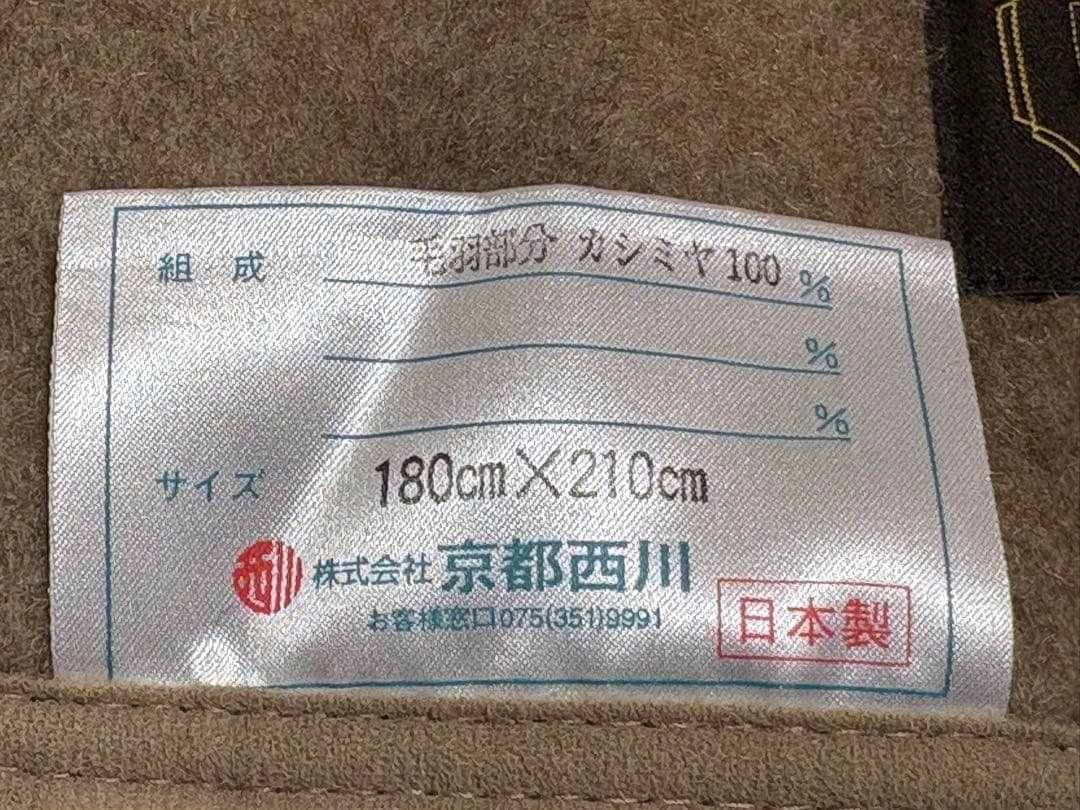 組成 毛羽部分 カシミヤ100%
%
%
サイズ 180cm×210cm
西川 株式会社 京都西川
お客様窓口075(351)9991
日本製